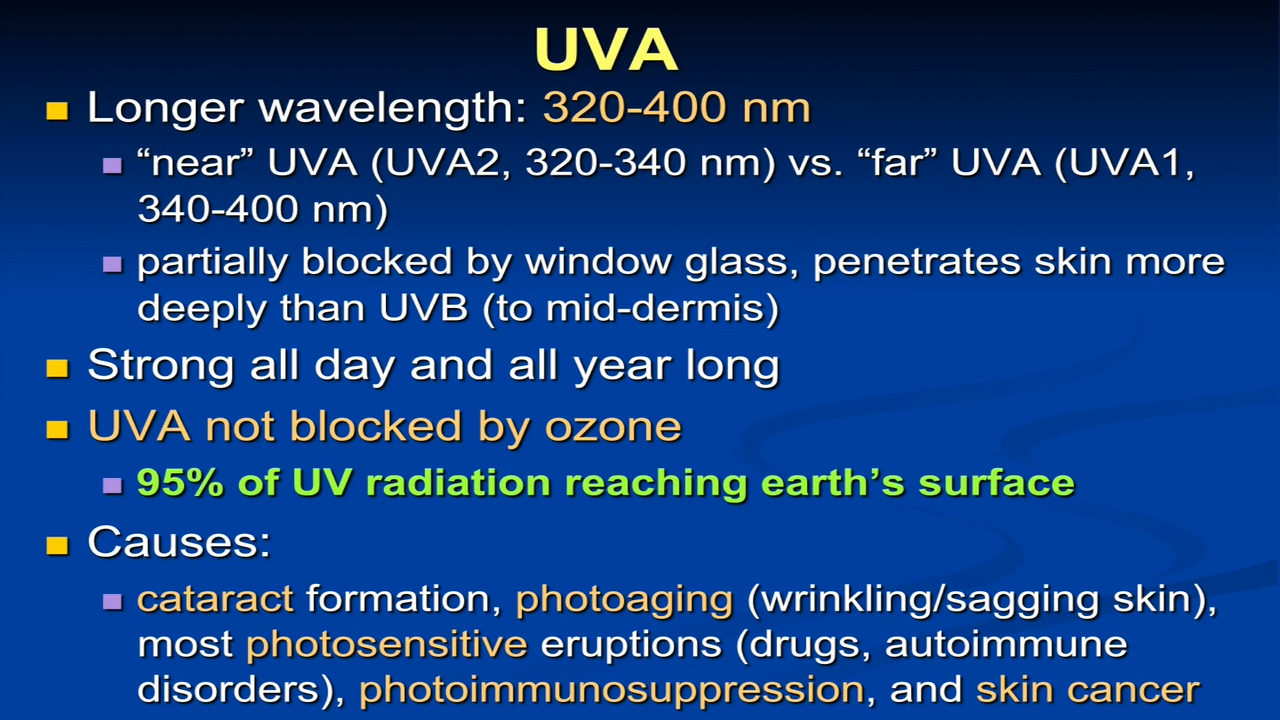 UVA
Longer wavelength: 320-400 nm
“near” UVA (UVA2, 320-340 nm) vs. “far” UVA (UVA1,
340-400 nm)
partially blocked by window glass, penetrates skin more
deeply than UVB (to mid-dermis)
Strong all day and all year long
UVA not blocked by ozone
95% of UV radiation reaching earth’s surface
Causes:
cataract formation, photoaging (wrinkling/sagging skin),
most photosensitive eruptions (drugs, autoimmune
disorders), photoimmunosuppression, and skin cancer